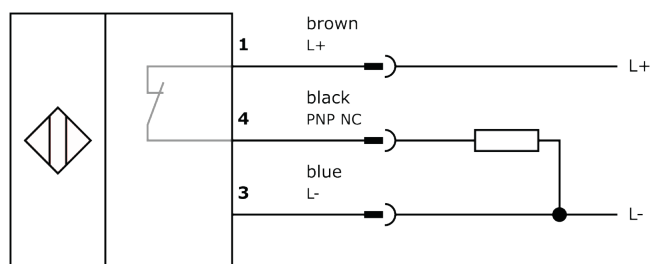 brown
1 L+ L+
black
4 PNP NC
blue
3 L- L-